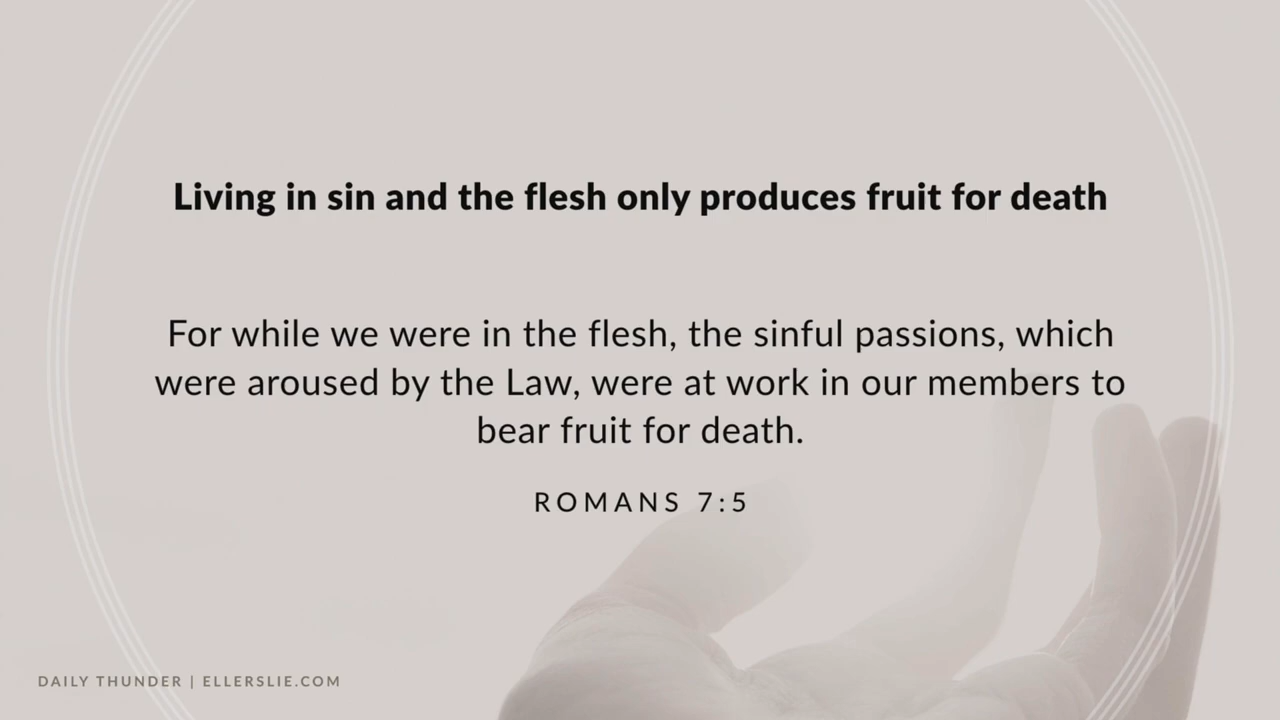 Living in sin and the flesh only produces fruit for death
For while we were in the flesh, the sinful passions, which
were aroused by the Law, were at work in our members to
bear fruit for death.
ROMANS 7:5
DAILY THUNDER | ELLERSLIE.COM